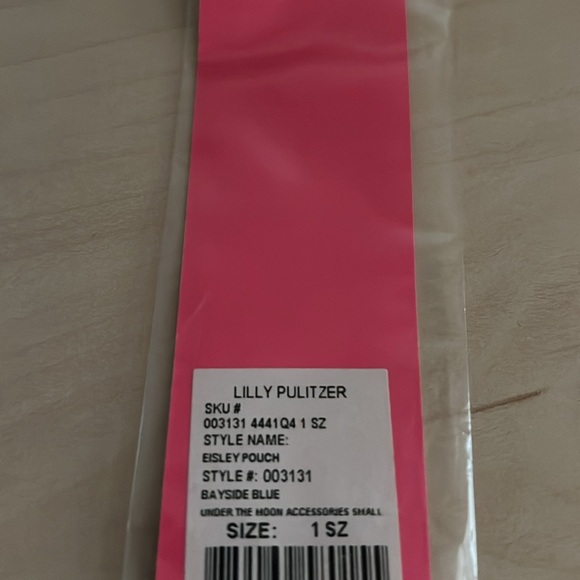 LILLY PULITZER
SKU #
003131 4441Q4 1 SZ
STYLE NAME:
EISLEY POUCH
STYLE #: 003131
BAYSIDE BLUE
UNDER THE MOON ACCESSORIES SMALL
SIZE: 1 SZ